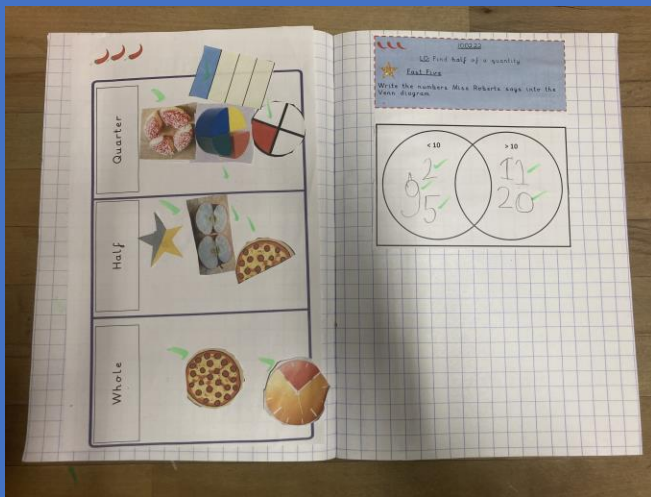 Quarter
Half
Whole
LO Find half of a quantity
Fast Five
Write the numbers Miss Roberts says into the
Venn diagram.
< 10
> 10
2
9
5
11
20